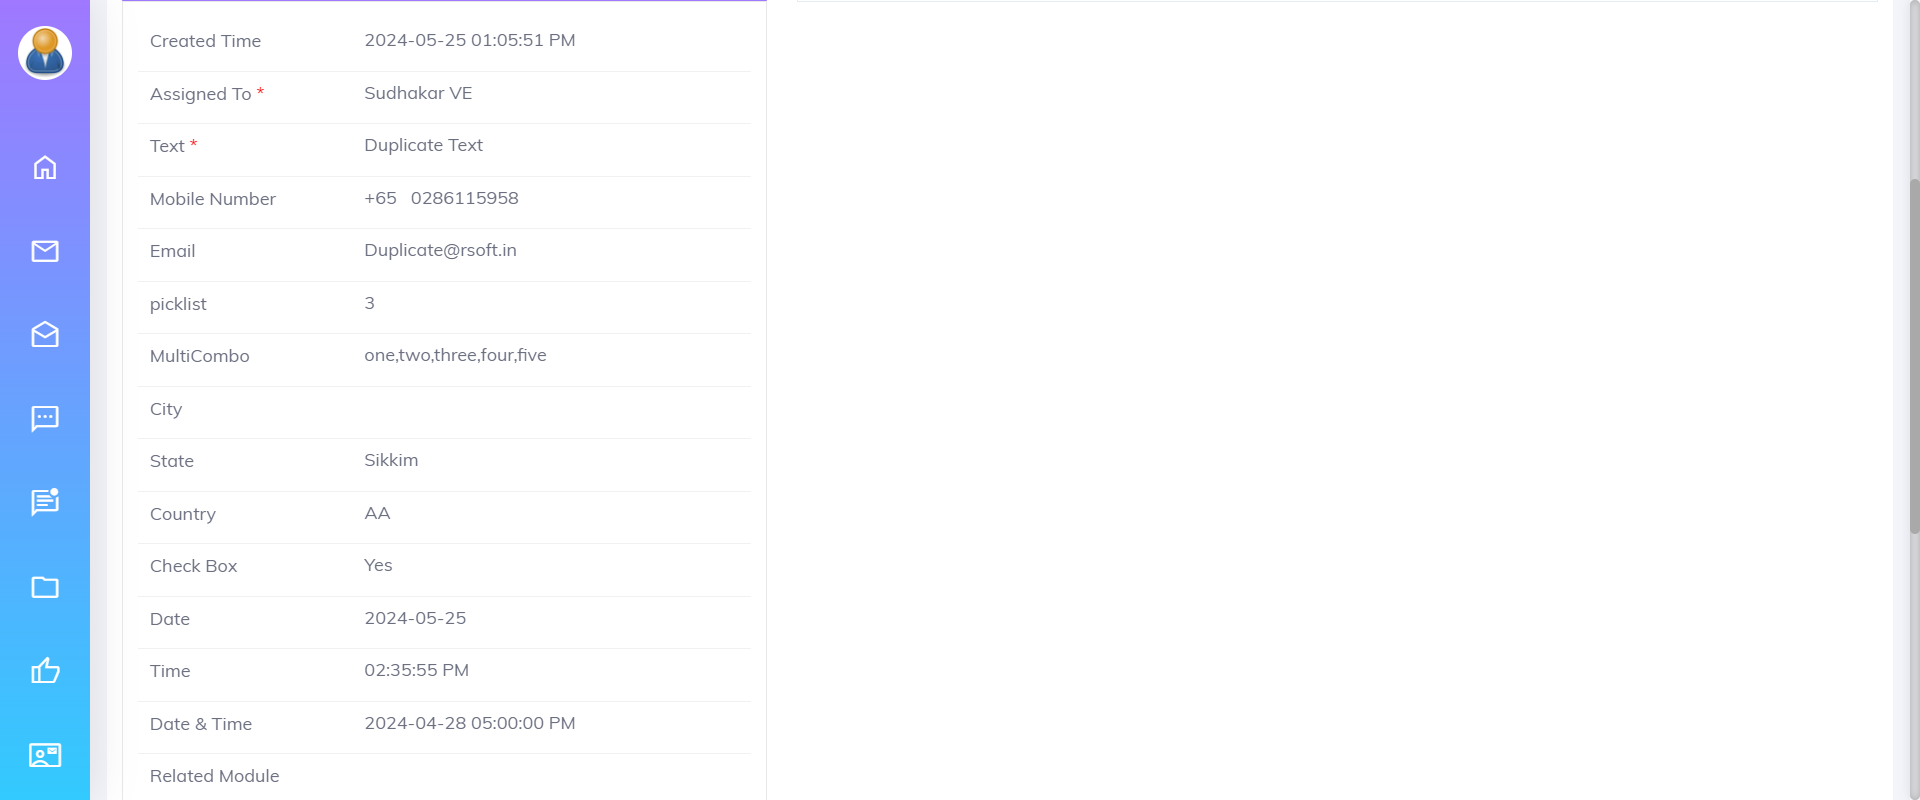 Created Time 2024-05-25 01:05:51 PM
Assigned To * Sudhakar VE
Text * Duplicate Text
Mobile Number +65 0286115958
Email Duplicate@rsoft.in
picklist 3
MultiCombo one,two,three,four,five
City
State Sikkim
Country AA
Check Box Yes
Date 2024-05-25
Time 02:35:55 PM
Date & Time 2024-04-28 05:00:00 PM
Related Module